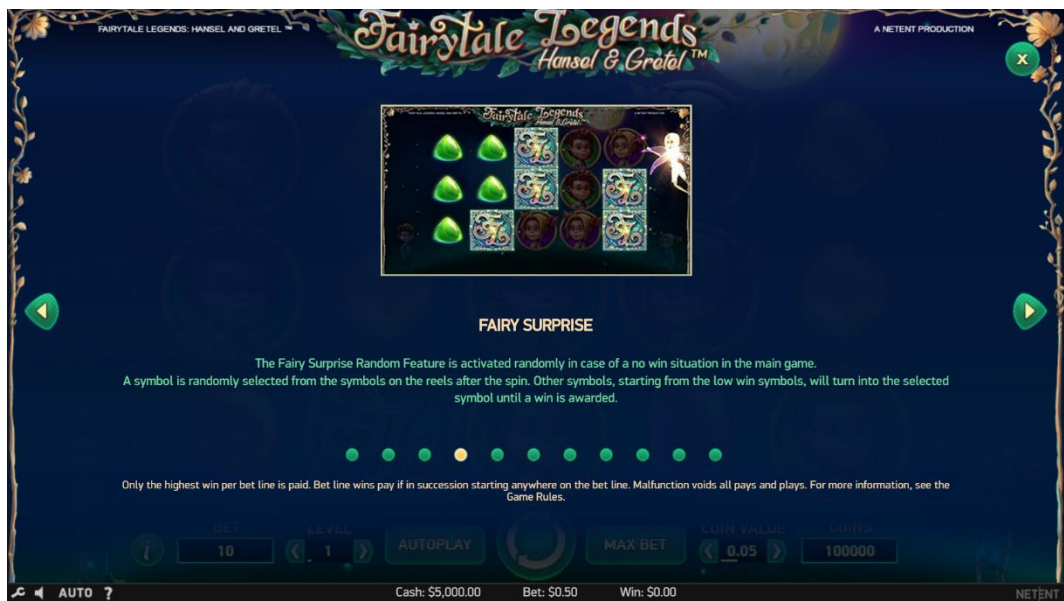 FAIRYTALE LEGENDS: HANSEL AND GRETEL ™
Fairytale Legends
Hansel & Gretel™
A NETENT PRODUCTION
X
Fairytale Legends
Hansel & Gretel
FAIRY SURPRISE
The Fairy Surprise Random Feature is activated randomly in case of a no win situation in the main game.
A symbol is randomly selected from the symbols on the reels after the spin. Other symbols, starting from the low win symbols, will turn into the selected
symbol until a win is awarded.
Only the highest win per bet line is paid. Bet line wins pay if in succession starting anywhere on the bet line. Malfunction voids all pays and plays. For more information, see the
Game Rules.
BET LEVEL COIN VALUE COINS
i 10 1 AUTOPLAY MAX BET 0.05 100000
AUTO ? Cash: $5,000.00 Bet: $0.50 Win: $0.00 NETENT